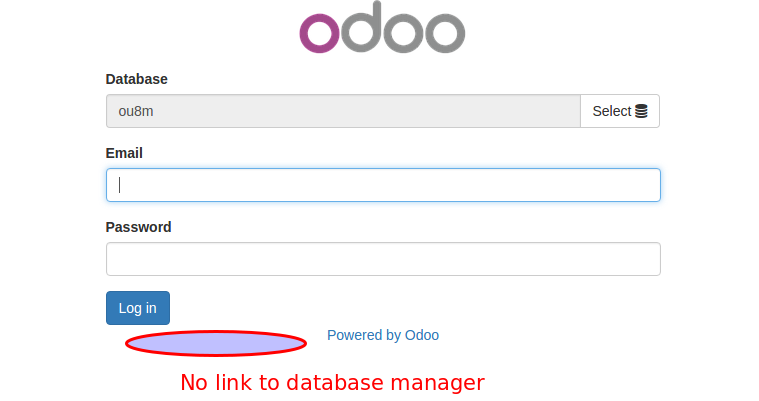 odoo
Database
ou8m
Select
Email
Password
Log in
Powered by Odoo
No link to database manager